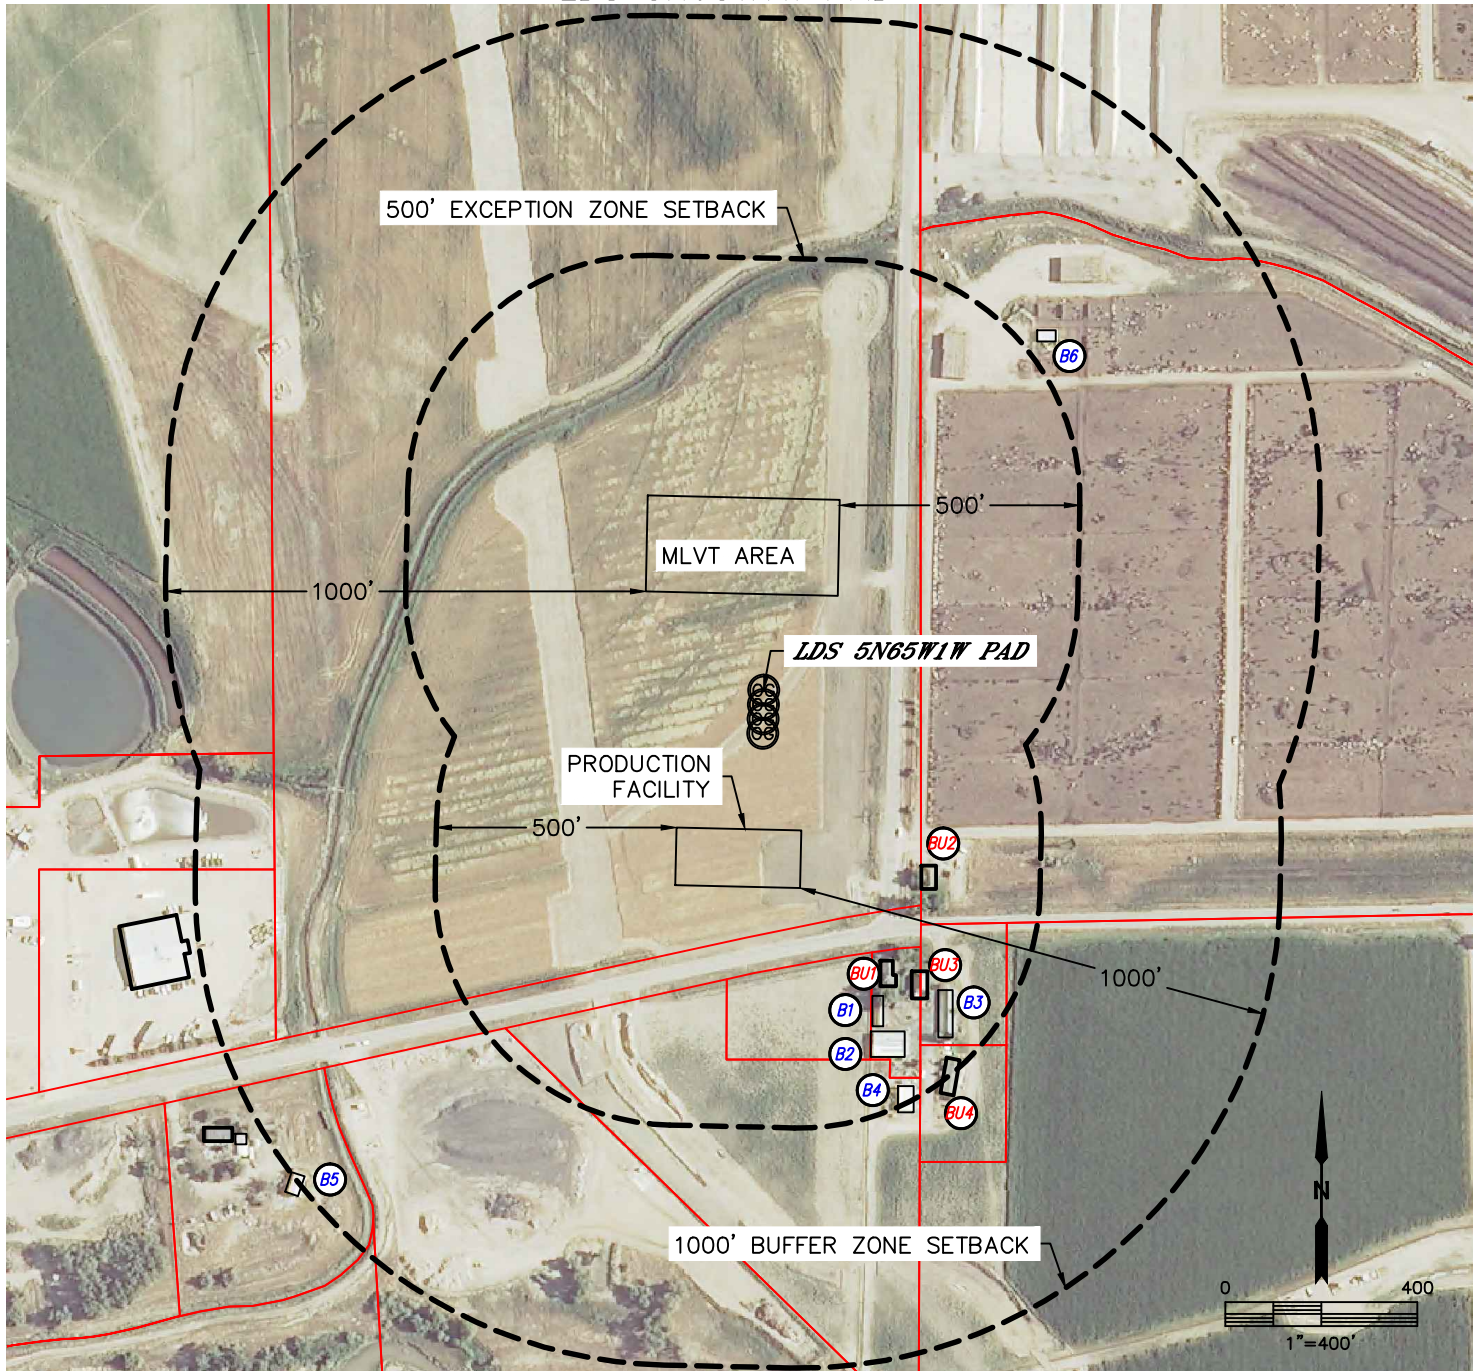 500' EXCEPTION ZONE SETBACK
B6
500'
MLVT AREA
1000'
LDS 5N65W1W PAD
PRODUCTION
FACILITY
500'
BU2
BU1
BU3
1000'
B1
B3
B2
B4
BU4
B5
N
1000' BUFFER ZONE SETBACK
0 400
1"=400'